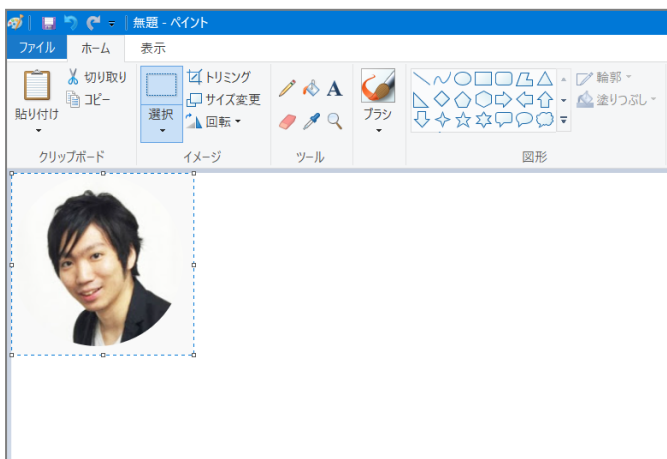 無題 - ペイント
ファイル ホーム 表示
貼り付け
切り取り
コピー
クリップボード
選択
トリミング
サイズ変更
回転
イメージ
A
ツール
ブラシ
輪郭
塗りつぶし
図形